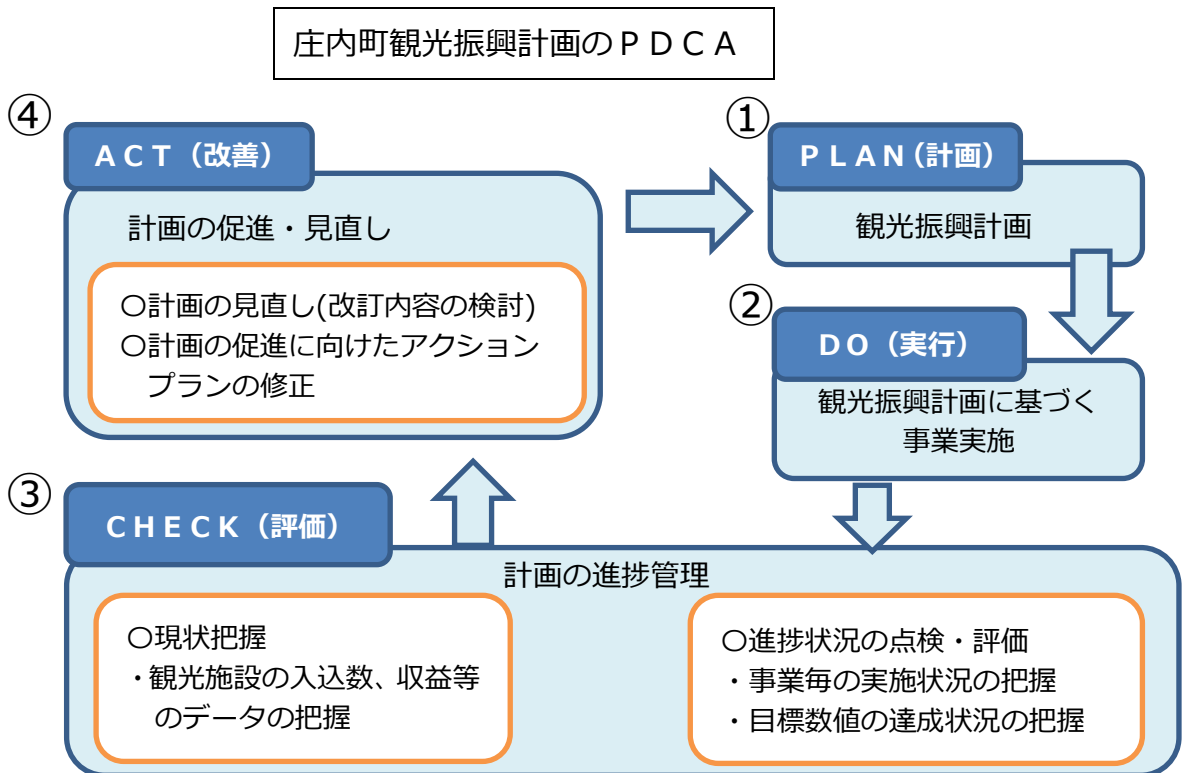 庄内町観光振興計画のＰＤＣＡ
④
ＡＣＴ（改善）
計画の促進・見直し
〇計画の見直し(改訂内容の検討)
〇計画の促進に向けたアクション
プランの修正
①
ＰＬＡＮ（計画）
観光振興計画
②
ＤＯ（実行）
観光振興計画に基づく
事業実施
③
ＣＨＥＣＫ（評価）
計画の進捗管理
〇現状把握
・観光施設の入込数、収益等
のデータの把握
〇進捗状況の点検・評価
・事業毎の実施状況の把握
・目標数値の達成状況の把握